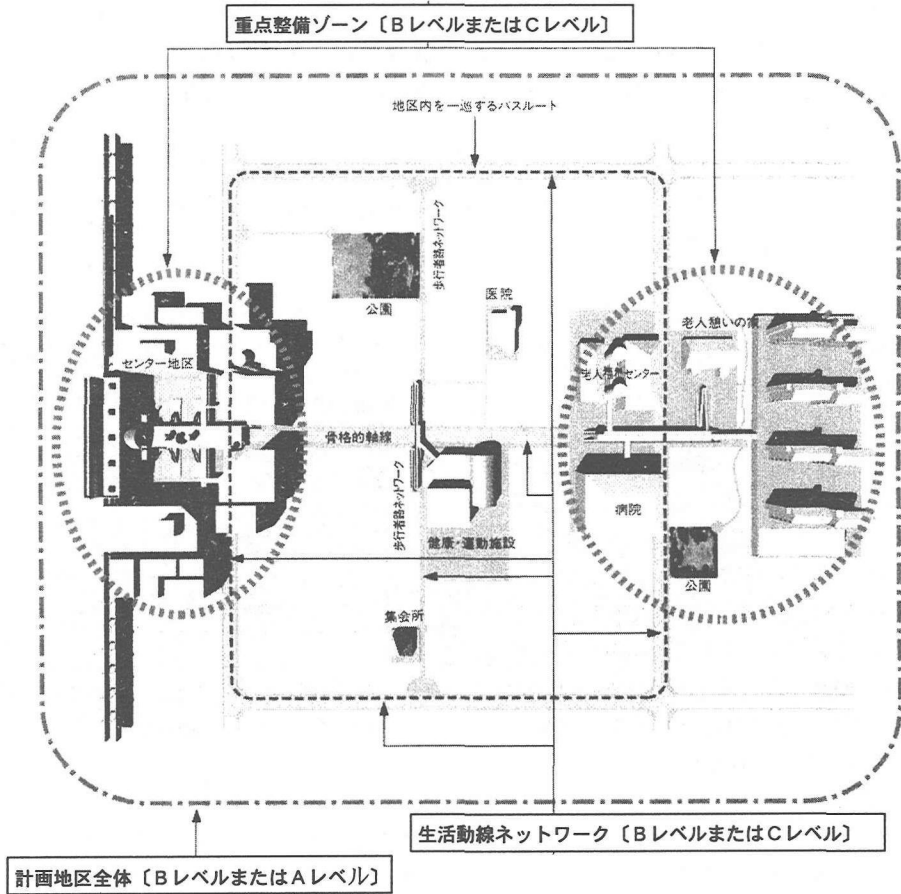 重点整備ゾーン〔BレベルまたはCレベル〕
地区内を一巡するバスルート
歩行者路ネットワーク
公園
医院
老人憩いの家
センター地区
老人福祉センター
骨格的軸線
歩行者路ネットワーク
病院
健康・運動施設
公園
集会所
生活動線ネットワーク〔BレベルまたはCレベル〕
計画地区全体〔BレベルまたはAレベル〕